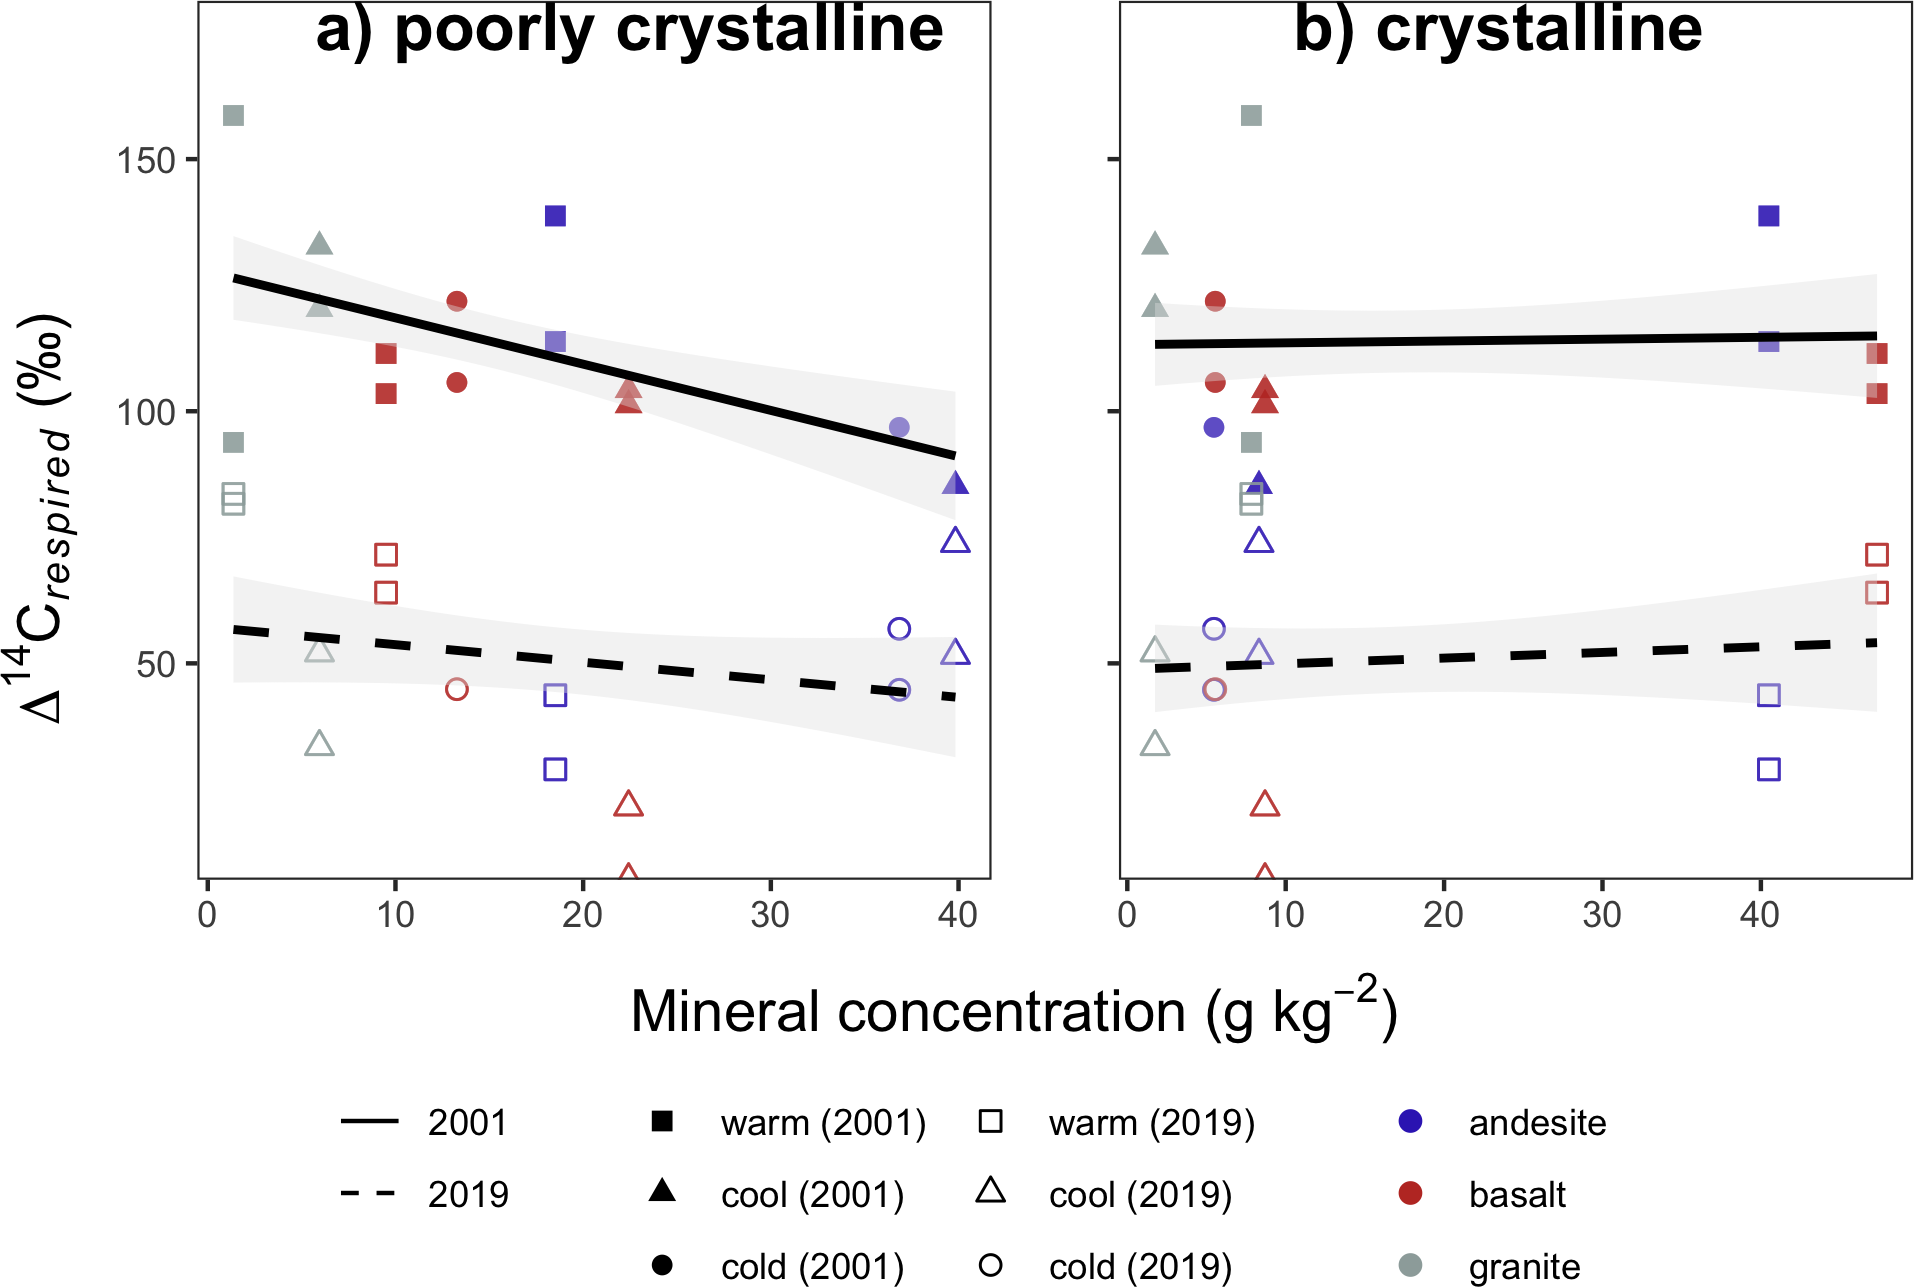 a) poorly crystalline
b) crystalline
150
100
50
Δ¹⁴Crespired (‰)
0 10 20 30 40
0 10 20 30 40
Mineral concentration (g kg⁻²)
2001 warm (2001) warm (2019) andesite
2019 cool (2001) cool (2019) basalt
cold (2001) cold (2019) granite